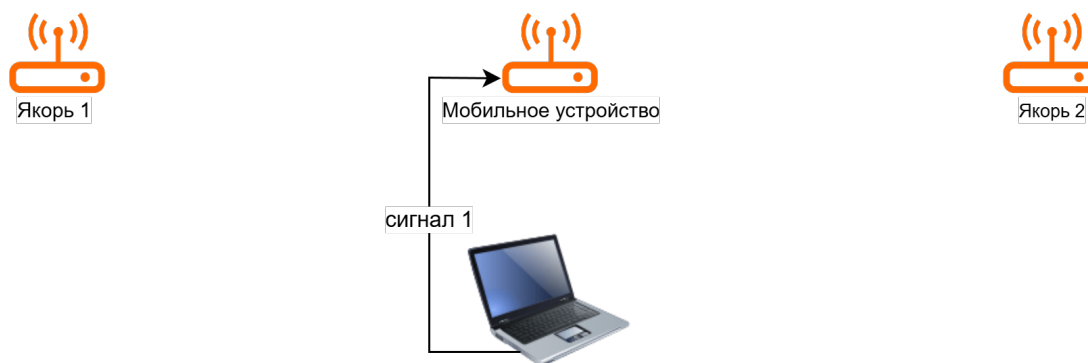 Якорь 1
Мобильное устройство
Якорь 2
сигнал 1